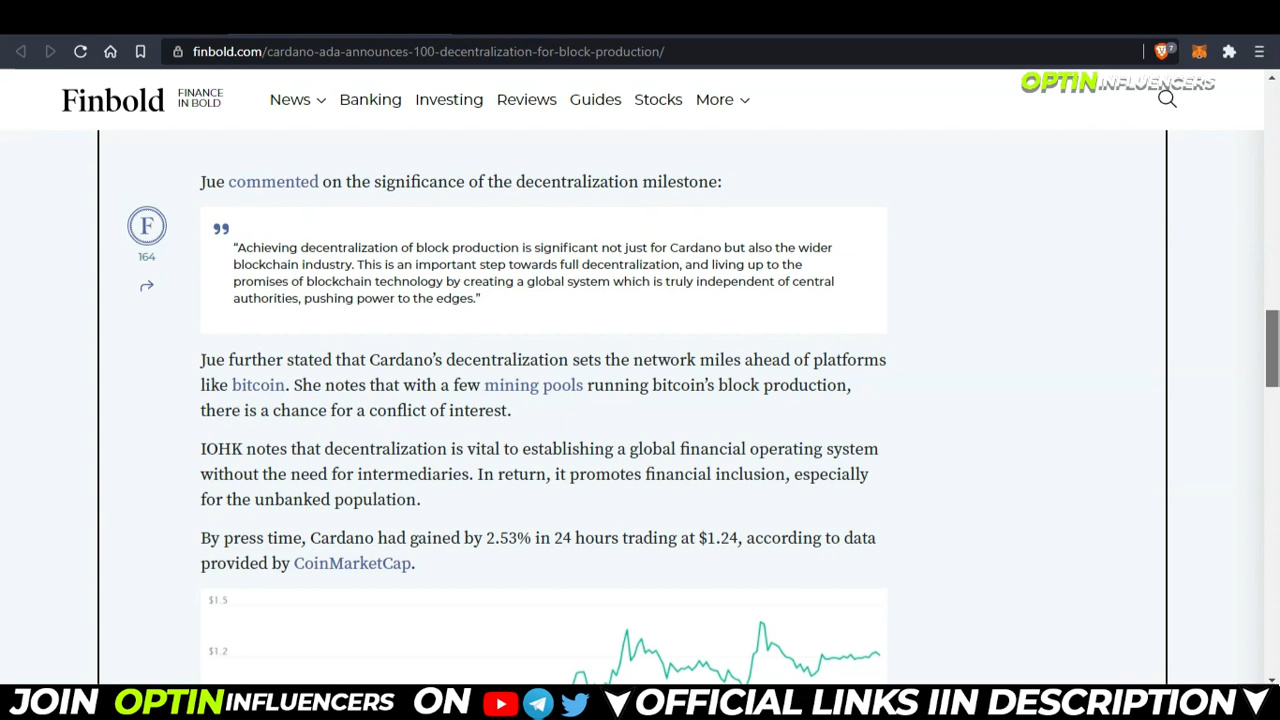 finbold.com/cardano-ada-announces-100-decentralization-for-block-production/
7
OPTIN INFLUENCERS
Finbold FINANCE IN BOLD News Banking Investing Reviews Guides Stocks More
Jue commented on the significance of the decentralization milestone:
F
164
”
“Achieving decentralization of block production is significant not just for Cardano but also the wider
blockchain industry. This is an important step towards full decentralization, and living up to the
promises of blockchain technology by creating a global system which is truly independent of central
authorities, pushing power to the edges.”
Jue further stated that Cardano’s decentralization sets the network miles ahead of platforms
like bitcoin. She notes that with a few mining pools running bitcoin’s block production,
there is a chance for a conflict of interest.
IOHK notes that decentralization is vital to establishing a global financial operating system
without the need for intermediaries. In return, it promotes financial inclusion, especially
for the unbanked population.
By press time, Cardano had gained by 2.53% in 24 hours trading at $1.24, according to data
provided by CoinMarketCap.
$1.5
$1.2
JOIN OPTIN INFLUENCERS ON OFFICIAL LINKS IIN DESCRIPTION